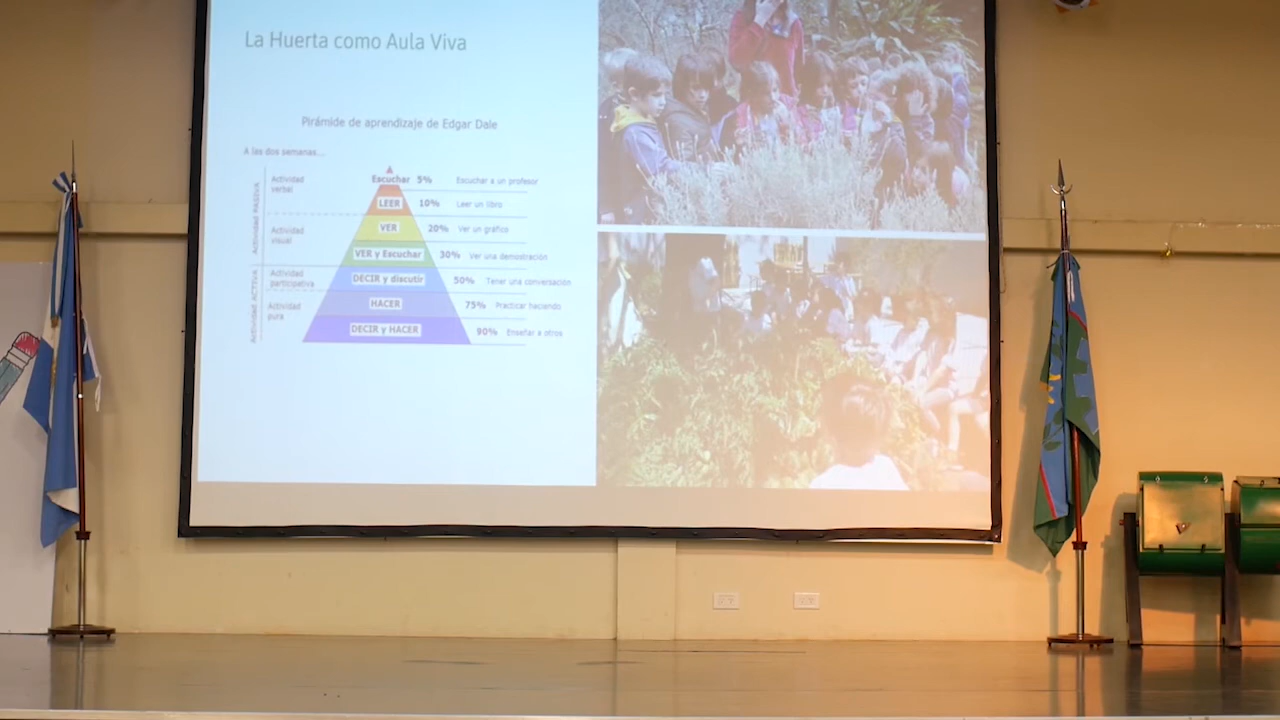 La Huerta como Aula Viva
Pirámide de aprendizaje de Edgar Dale
A las dos semanas...
Actividad PASIVA
Actividad
verbal
Escuchar 5% Escuchar a un profesor
LEER 10% Leer un libro
Actividad
visual
VER 20% Ver un gráfico
VER y Escuchar 30% Ver una demostración
Actividad ACTIVA
Actividad
participativa
DECIR y discutir 50% Tener una conversación
Actividad
pura
HACER 75% Practicar haciendo
DECIR y HACER 90% Enseñar a otros